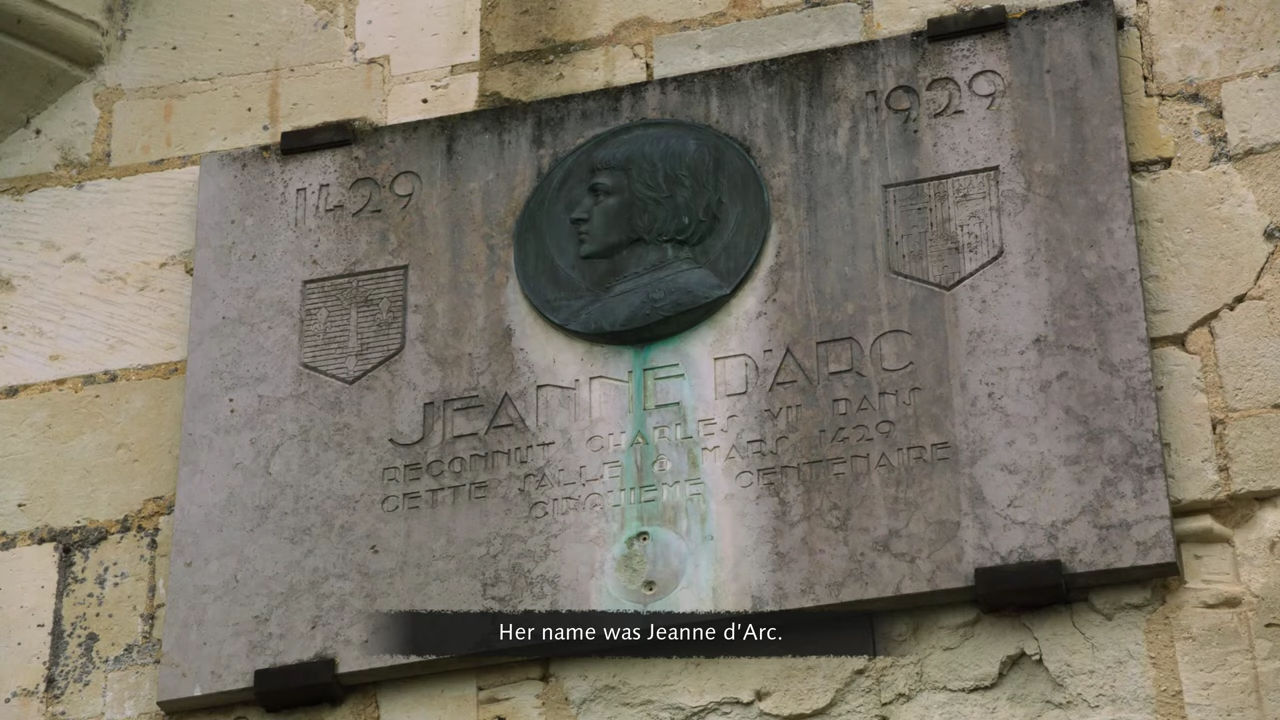 1429
1929
JEANNE D'ARC
RECONNUT CHARLES VII DANS
CETTE SALLE 8 MARS 1429
CINQUIEME CENTENAIRE
Her name was Jeanne d'Arc.